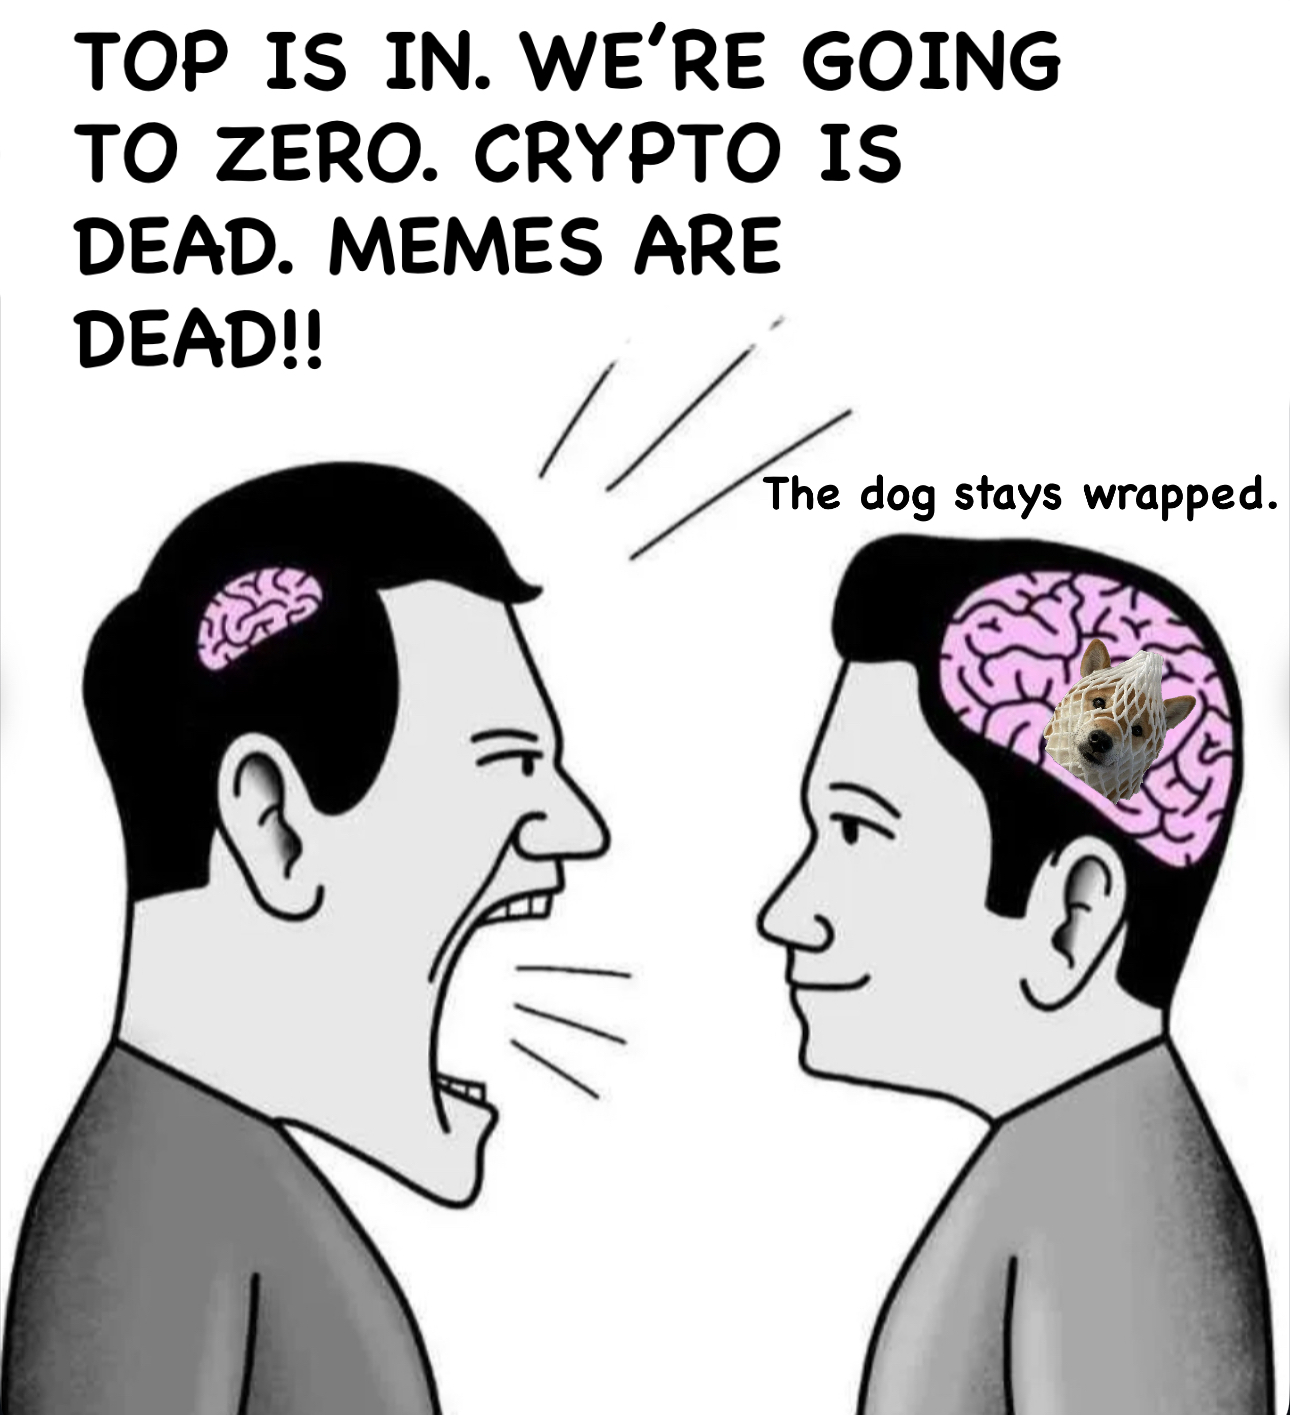 TOP IS IN. WE'RE GOING
TO ZERO. CRYPTO IS
DEAD. MEMES ARE
DEAD!!
The dog stays wrapped.